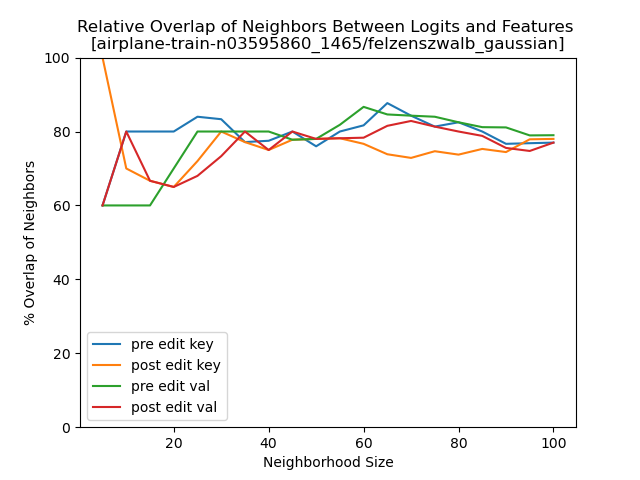 Relative Overlap of Neighbors Between Logits and Features
[airplane-train-n03595860_1465/felzenszwalb_gaussian]
100
80
60
40
20
0
% Overlap of Neighbors
pre edit key
post edit key
pre edit val
post edit val
20
40
60
80
100
Neighborhood Size